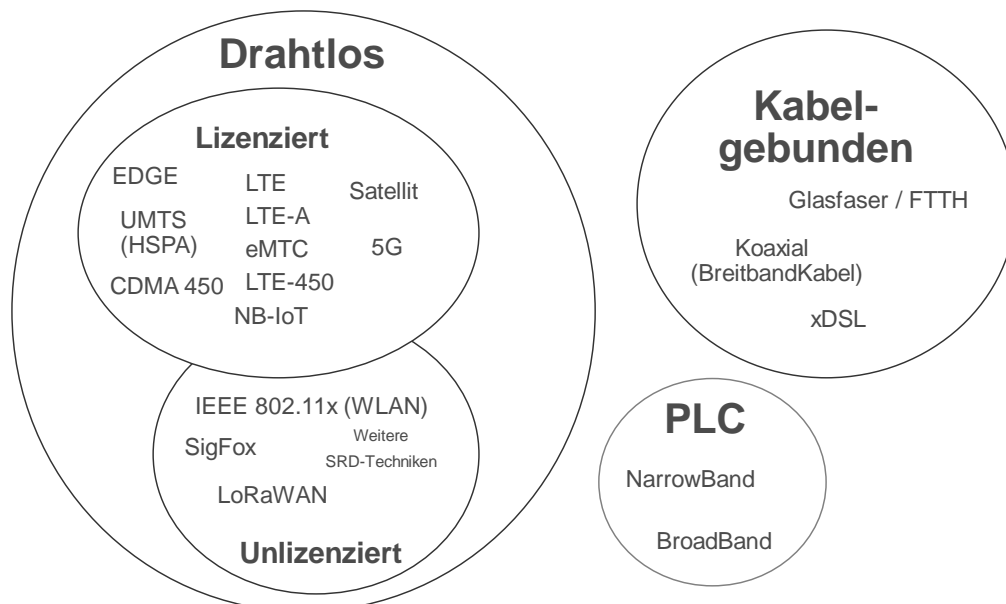 Drahtlos
Lizenziert
EDGE
UMTS
(HSPA)
CDMA 450
LTE
LTE-A
eMTC
LTE-450
NB-IoT
Satellit
5G
IEEE 802.11x (WLAN)
SigFox
Weitere
SRD-Techniken
LoRaWAN
Unlizenziert
Kabel-
gebunden
Glasfaser / FTTH
Koaxial
(BreitbandKabel)
xDSL
PLC
NarrowBand
BroadBand